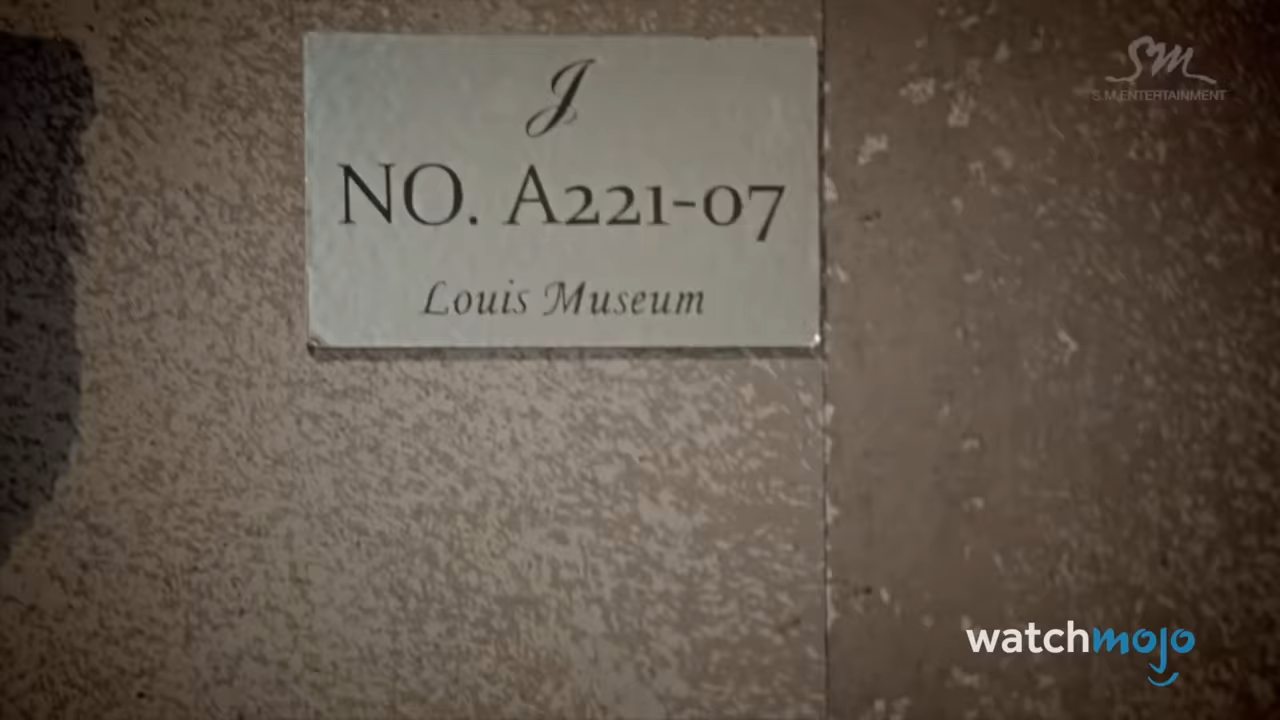 SM
S.M.ENTERTAINMENT
J
NO. A221-07
Louis Museum
watchmojo